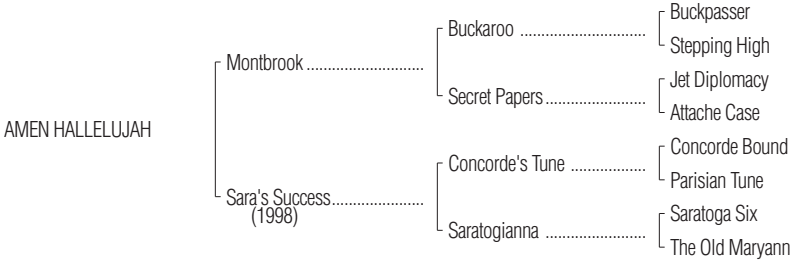 Buckpasser
Buckaroo ..............................
Stepping High
Montbrook ............................
Jet Diplomacy
Secret Papers........................
Attache Case
AMEN HALLELUJAH
Concorde Bound
Concorde's Tune ..................
Parisian Tune
Sara's Success......................
(1998)
Saratoga Six
Saratogianna ........................
The Old Maryann